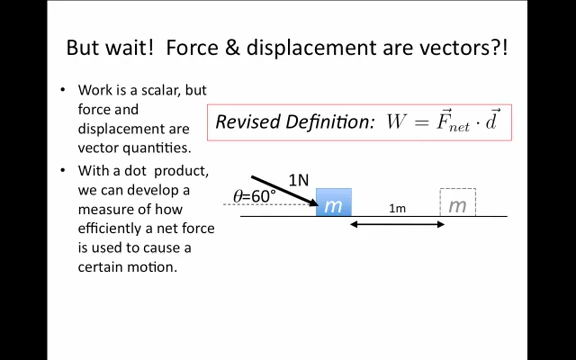 But wait! Force & displacement are vectors?!
• Work is a scalar, but
force and
displacement are
vector quantities.
• With a dot product,
we can develop a
measure of how
efficiently a net force
is used to cause a
certain motion.
Revised Definition: W = F⃗net · d⃗
1N
θ=60°
m
1m
m